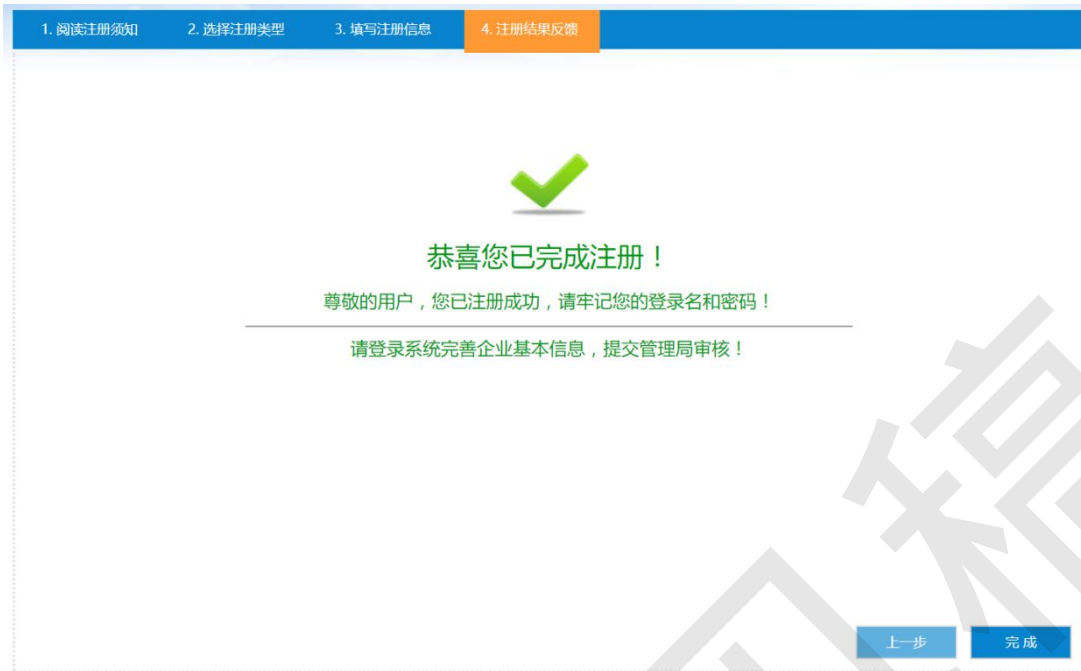 1. 阅读注册须知 2. 选择注册类型 3. 填写注册信息 4. 注册结果反馈
恭喜您已完成注册！
尊敬的用户，您已注册成功，请牢记您的登录名和密码！
请登录系统完善企业基本信息，提交管理局审核！
上一步 完成
稿